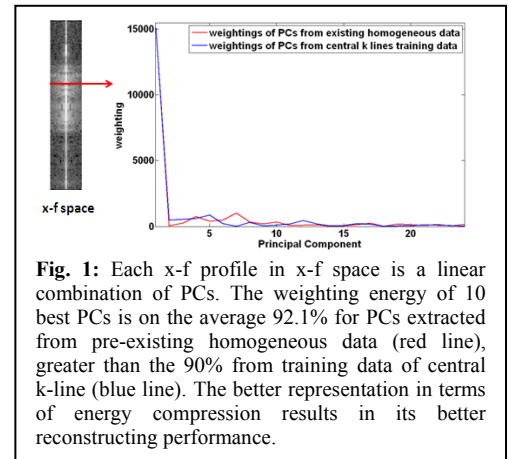 15000
weightings of PCs from existing homogeneous data
weightings of PCs from central k lines training data
10000
weighting
5000
0
5
10
15
20
Principal Component
x-f space
Fig. 1: Each x-f profile in x-f space is a linear
combination of PCs. The weighting energy of 10
best PCs is on the average 92.1% for PCs extracted
from pre-existing homogeneous data (red line),
greater than the 90% from training data of central
k-line (blue line). The better representation in terms
of energy compression results in its better
reconstructing performance.